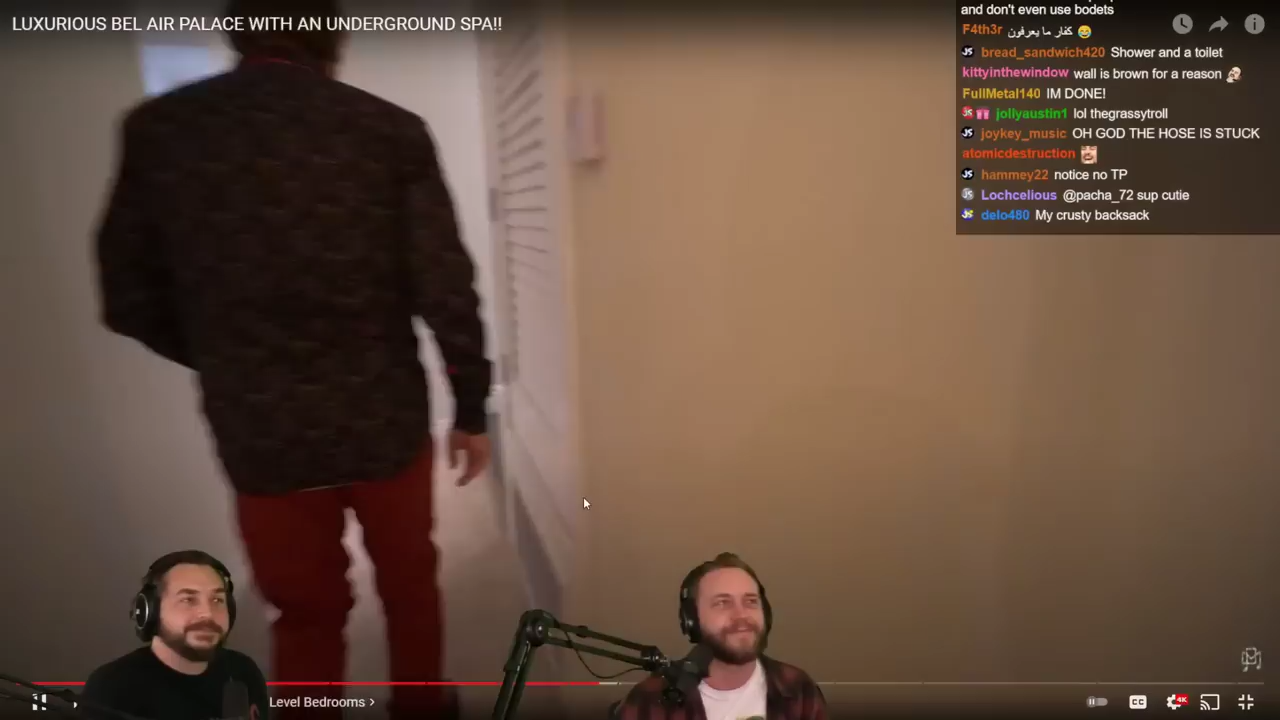 LUXURIOUS BEL AIR PALACE WITH AN UNDERGROUND SPA!!
and don't even use bodets
F4th3r كفار ما يعرفون 😂
bread_sandwich420 Shower and a toilet
kittyinthewindow wall is brown for a reason
FullMetal140 IM DONE!
jollyaustin1 lol thegrassytroll
joykey_music OH GOD THE HOSE IS STUCK
atomicdestruction
hammey22 notice no TP
Lochcelious @pacha_72 sup cutie
delo480 My crusty backsack
Level Bedrooms >
CC
4K